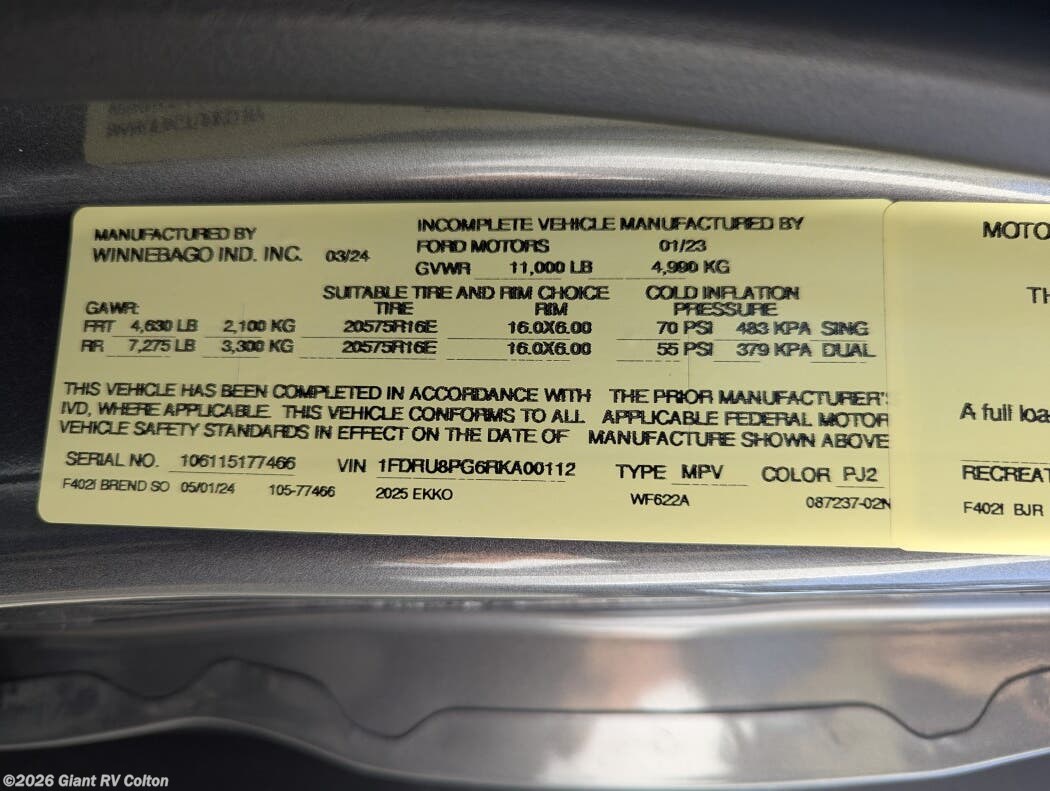 MANUFACTURED BY
WINNEBAGO IND. INC. 03/24
INCOMPLETE VEHICLE MANUFACTURED BY
FORD MOTORS 01/23
GVWR 11,000 LB 4,990 KG
SUITABLE TIRE AND RIM CHOICE COLD INFLATION
GAWR: TIRE RIM PRESSURE
FRT 4,630 LB 2,100 KG 20575R16E 16.0X6.00 70 PSI 483 KPA SING
RR 7,275 LB 3,300 KG 20575R16E 16.0X6.00 55 PSI 379 KPA DUAL
THIS VEHICLE HAS BEEN COMPLETED IN ACCORDANCE WITH THE PRIOR MANUFACTURER'S
IVD, WHERE APPLICABLE. THIS VEHICLE CONFORMS TO ALL APPLICABLE FEDERAL MOTOR
VEHICLE SAFETY STANDARDS IN EFFECT ON THE DATE OF MANUFACTURE SHOWN ABOVE
SERIAL NO. 106115177466 VIN 1FDRU8PG6RKA00112 TYPE MPV COLOR PJ2
F402I BREND SO 05/01/24 105-77466 2025 EKKO WF622A 087237-02N
MOTO
TH
A full loa
RECREAT
F402I BJR
©2026 Giant RV Colton